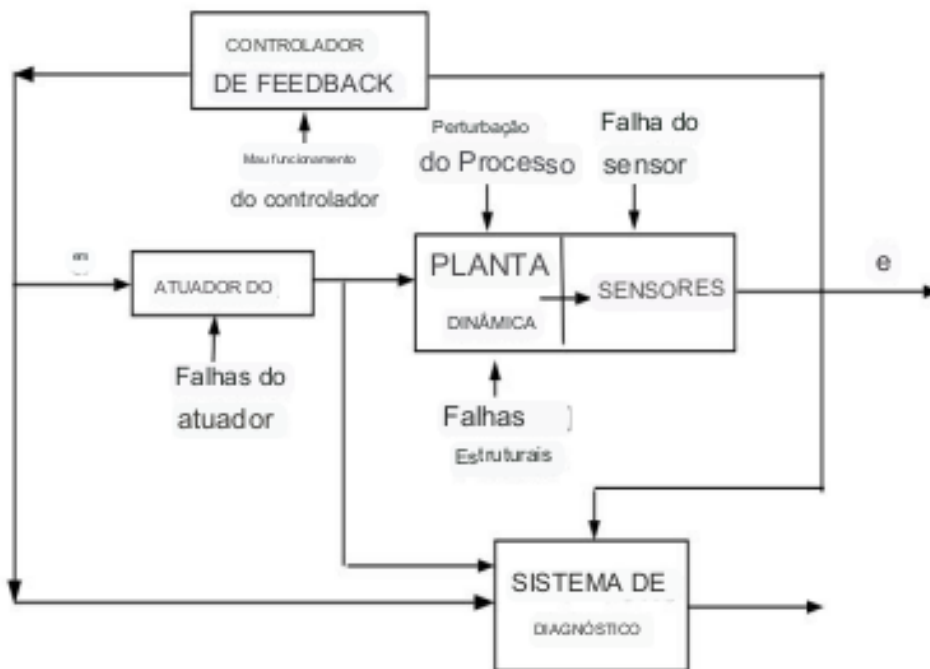 CONTROLADOR
DE FEEDBACK
Mau funcionamento
do controlador
Perturbação
do Processo
Falha do
sensor
ATUADOR DO
PLANTA
DINÂMICA
SENSORES
e
Falhas do
atuador
Falhas
Estruturais
SISTEMA DE
DIAGNÓSTICO